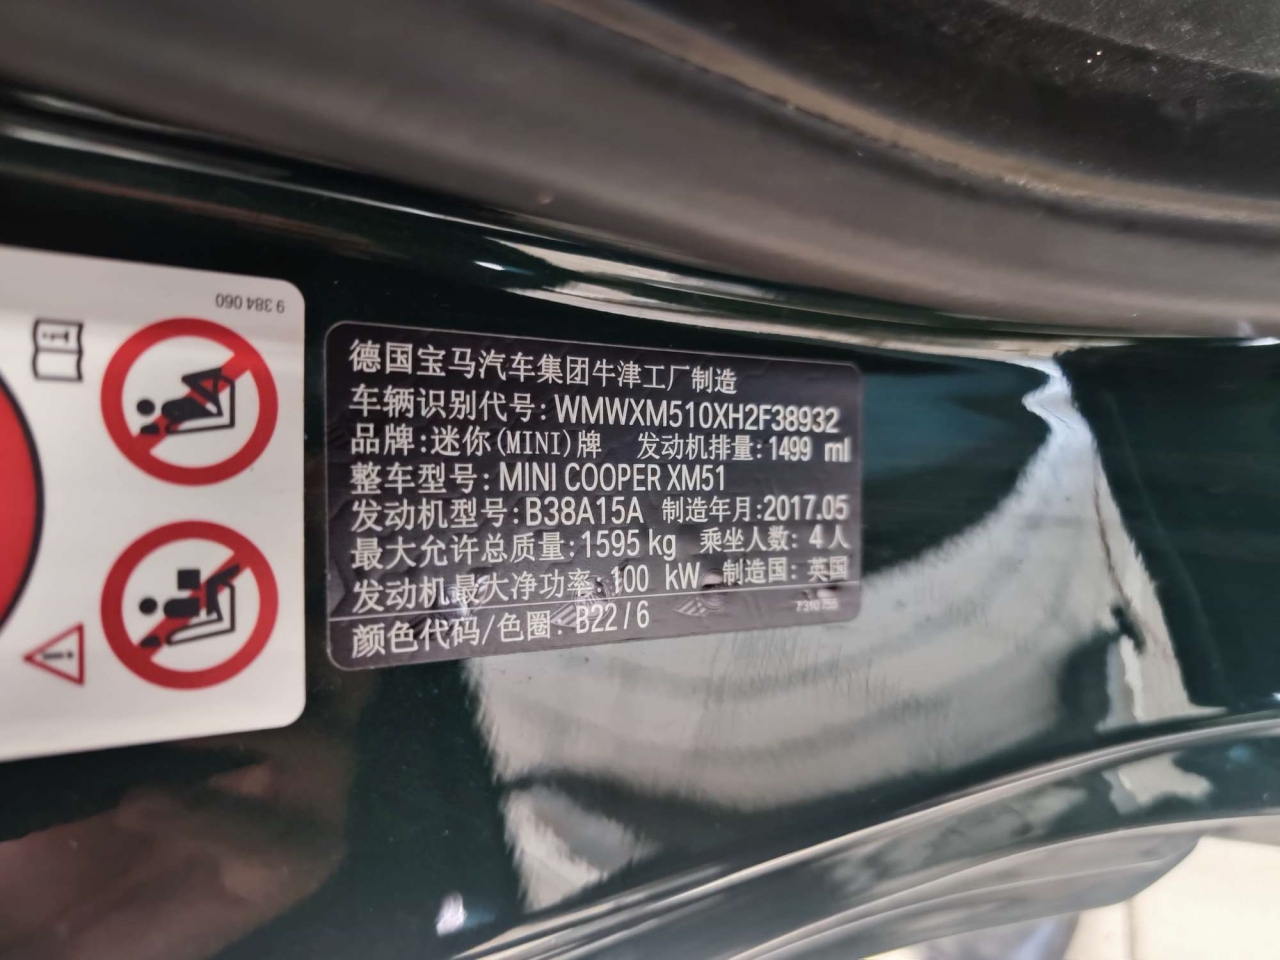 9 384 060
德国宝马汽车集团牛津工厂制造
车辆识别代号: WMWXM510XH2F38932
品牌: 迷你(MINI)牌 发动机排量: 1499 ml
整车型号: MINI COOPER XM51
发动机型号: B38A15A 制造年月: 2017.05
最大允许总质量: 1595 kg 乘坐人数: 4 人
发动机最大净功率: 100 kW 制造国: 英国
颜色代码/色圈: B22 / 6
7310 755